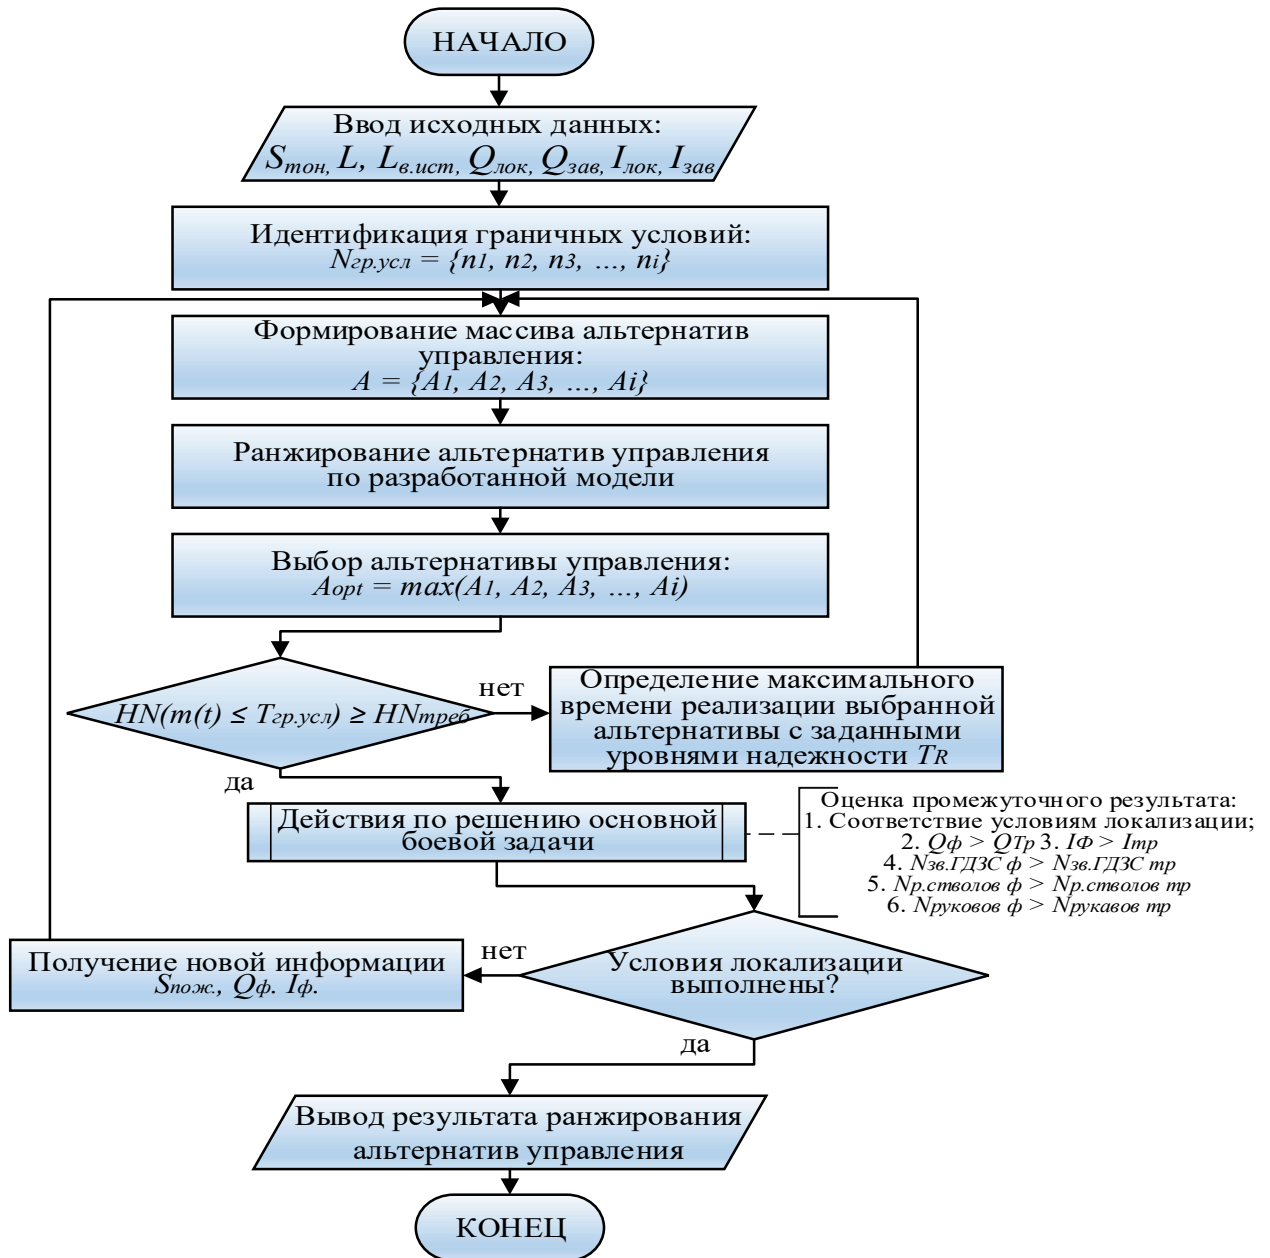 НАЧАЛО
Ввод исходных данных:
Sтон, L, Lв.ист, Qлок, Qзав, Iлок, Iзав
Идентификация граничных условий:
Nгр.усл = {n1, n2, n3, ..., ni}
Формирование массива альтернатив
управления:
A = {A1, A2, A3, ..., Ai}
Ранжирование альтернатив управления
по разработанной модели
Выбор альтернативы управления:
Aopt = max(A1, A2, A3, ..., Ai)
HN(m(t) ≤ Tгр.усл) ≥ HNтреб
нет
Определение максимального
времени реализации выбранной
альтернативы с заданными
уровнями надежности TR
да
Действия по решению основной
боевой задачи
Оценка промежуточного результата:
1. Соответствие условиям локализации;
2. Qф > QТр 3. IФ > Iтр
4. Nзв.ГДЗС ф > Nзв.ГДЗС тр
5. Nр.стволов ф > Nр.стволов тр
6. Nруковов ф > Nрукавов тр
Условия локализации
выполнены?
нет
Получение новой информации
Sпож., Qф. Iф.
да
Вывод результата ранжирования
альтернатив управления
КОНЕЦ